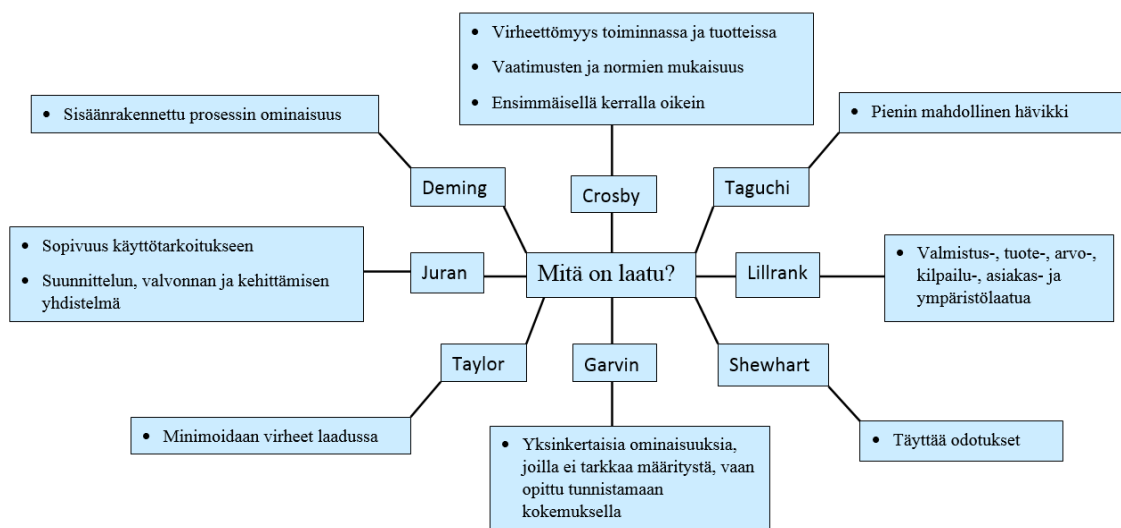 • Virheettömyys toiminnassa ja tuotteissa
• Vaatimusten ja normien mukaisuus
• Ensimmäisellä kerralla oikein
• Sisäänrakennettu prosessin ominaisuus
• Pienin mahdollinen hävikki
Deming
Crosby
Taguchi
• Sopivuus käyttötarkoitukseen
• Suunnittelun, valvonnan ja kehittämisen
yhdistelmä
Juran
Mitä on laatu?
Lillrank
• Valmistus-, tuote-, arvo-,
kilpailu-, asiakas- ja
ympäristölaatua
Taylor
Garvin
Shewhart
• Minimoidaan virheet laadussa
• Yksinkertaisia ominaisuuksia,
joilla ei tarkkaa määritystä, vaan
opittu tunnistamaan
kokemuksella
• Täyttää odotukset